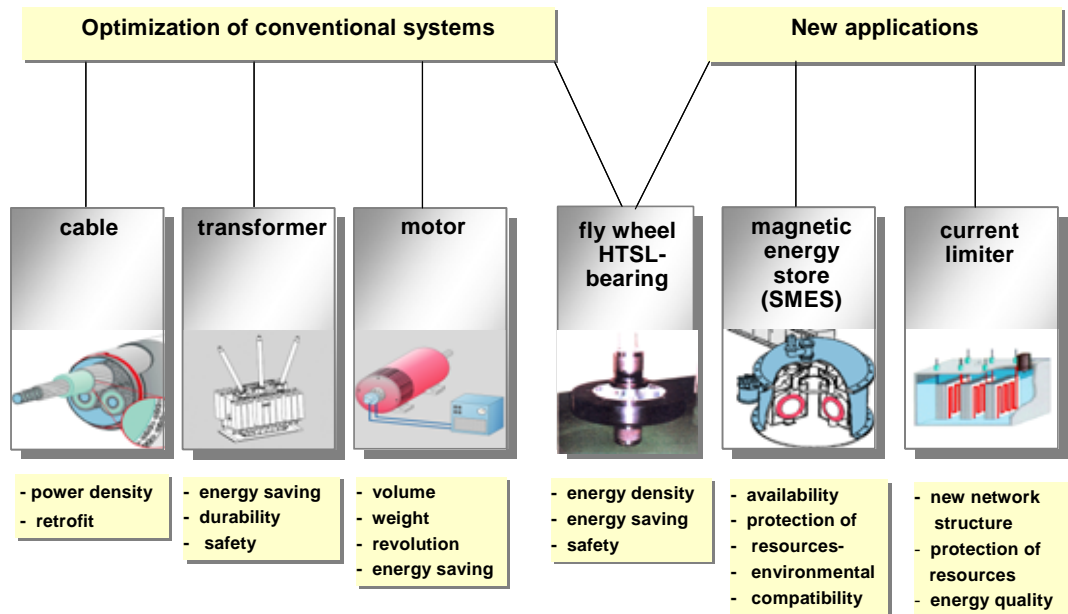 Optimization of conventional systems
New applications
cable
transformer
motor
fly wheel
HTSL-
bearing
magnetic
energy
store
(SMES)
current
limiter
- power density
- retrofit
- energy saving
- durability
- safety
- volume
- weight
- revolution
- energy saving
- energy density
- energy saving
- safety
- availability
- protection of
- resources-
- environmental
- compatibility
- new network
structure
- protection of
resources
- energy quality